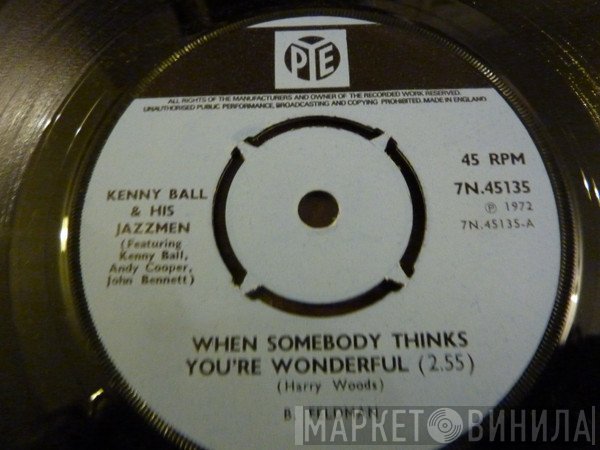 PYE
ALL RIGHTS OF THE MANUFACTURERS AND OWNER OF THE RECORDED WORK RESERVED.
UNAUTHORISED PUBLIC PERFORMANCE, BROADCASTING AND COPYING PROHIBITED. MADE IN ENGLAND.
KENNY BALL
& HIS
JAZZMEN
(Featuring
Kenny Ball,
Andy Cooper,
John Bennett)
45 RPM
7N.45135
Ⓟ 1972
7N.45135-A
WHEN SOMEBODY THINKS
YOU'RE WONDERFUL (2.55)
(Harry Woods)
B. FELDMAN
МАРКЕТ ВИНИЛА